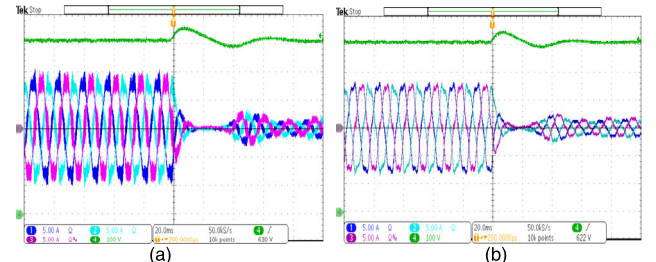 Tek Stop
1 5.00 A Ω 2 5.00 A Ω
3 5.00 A Ω 4 100 V
20.0ms 50.0kS/s
10k points
4
630 V
(a)
Tek Stop
1 5.00 A Ω 2 5.00 A Ω
3 5.00 A Ω 4 100 V
20.0ms 50.0kS/s
10k points
4
622 V
(b)